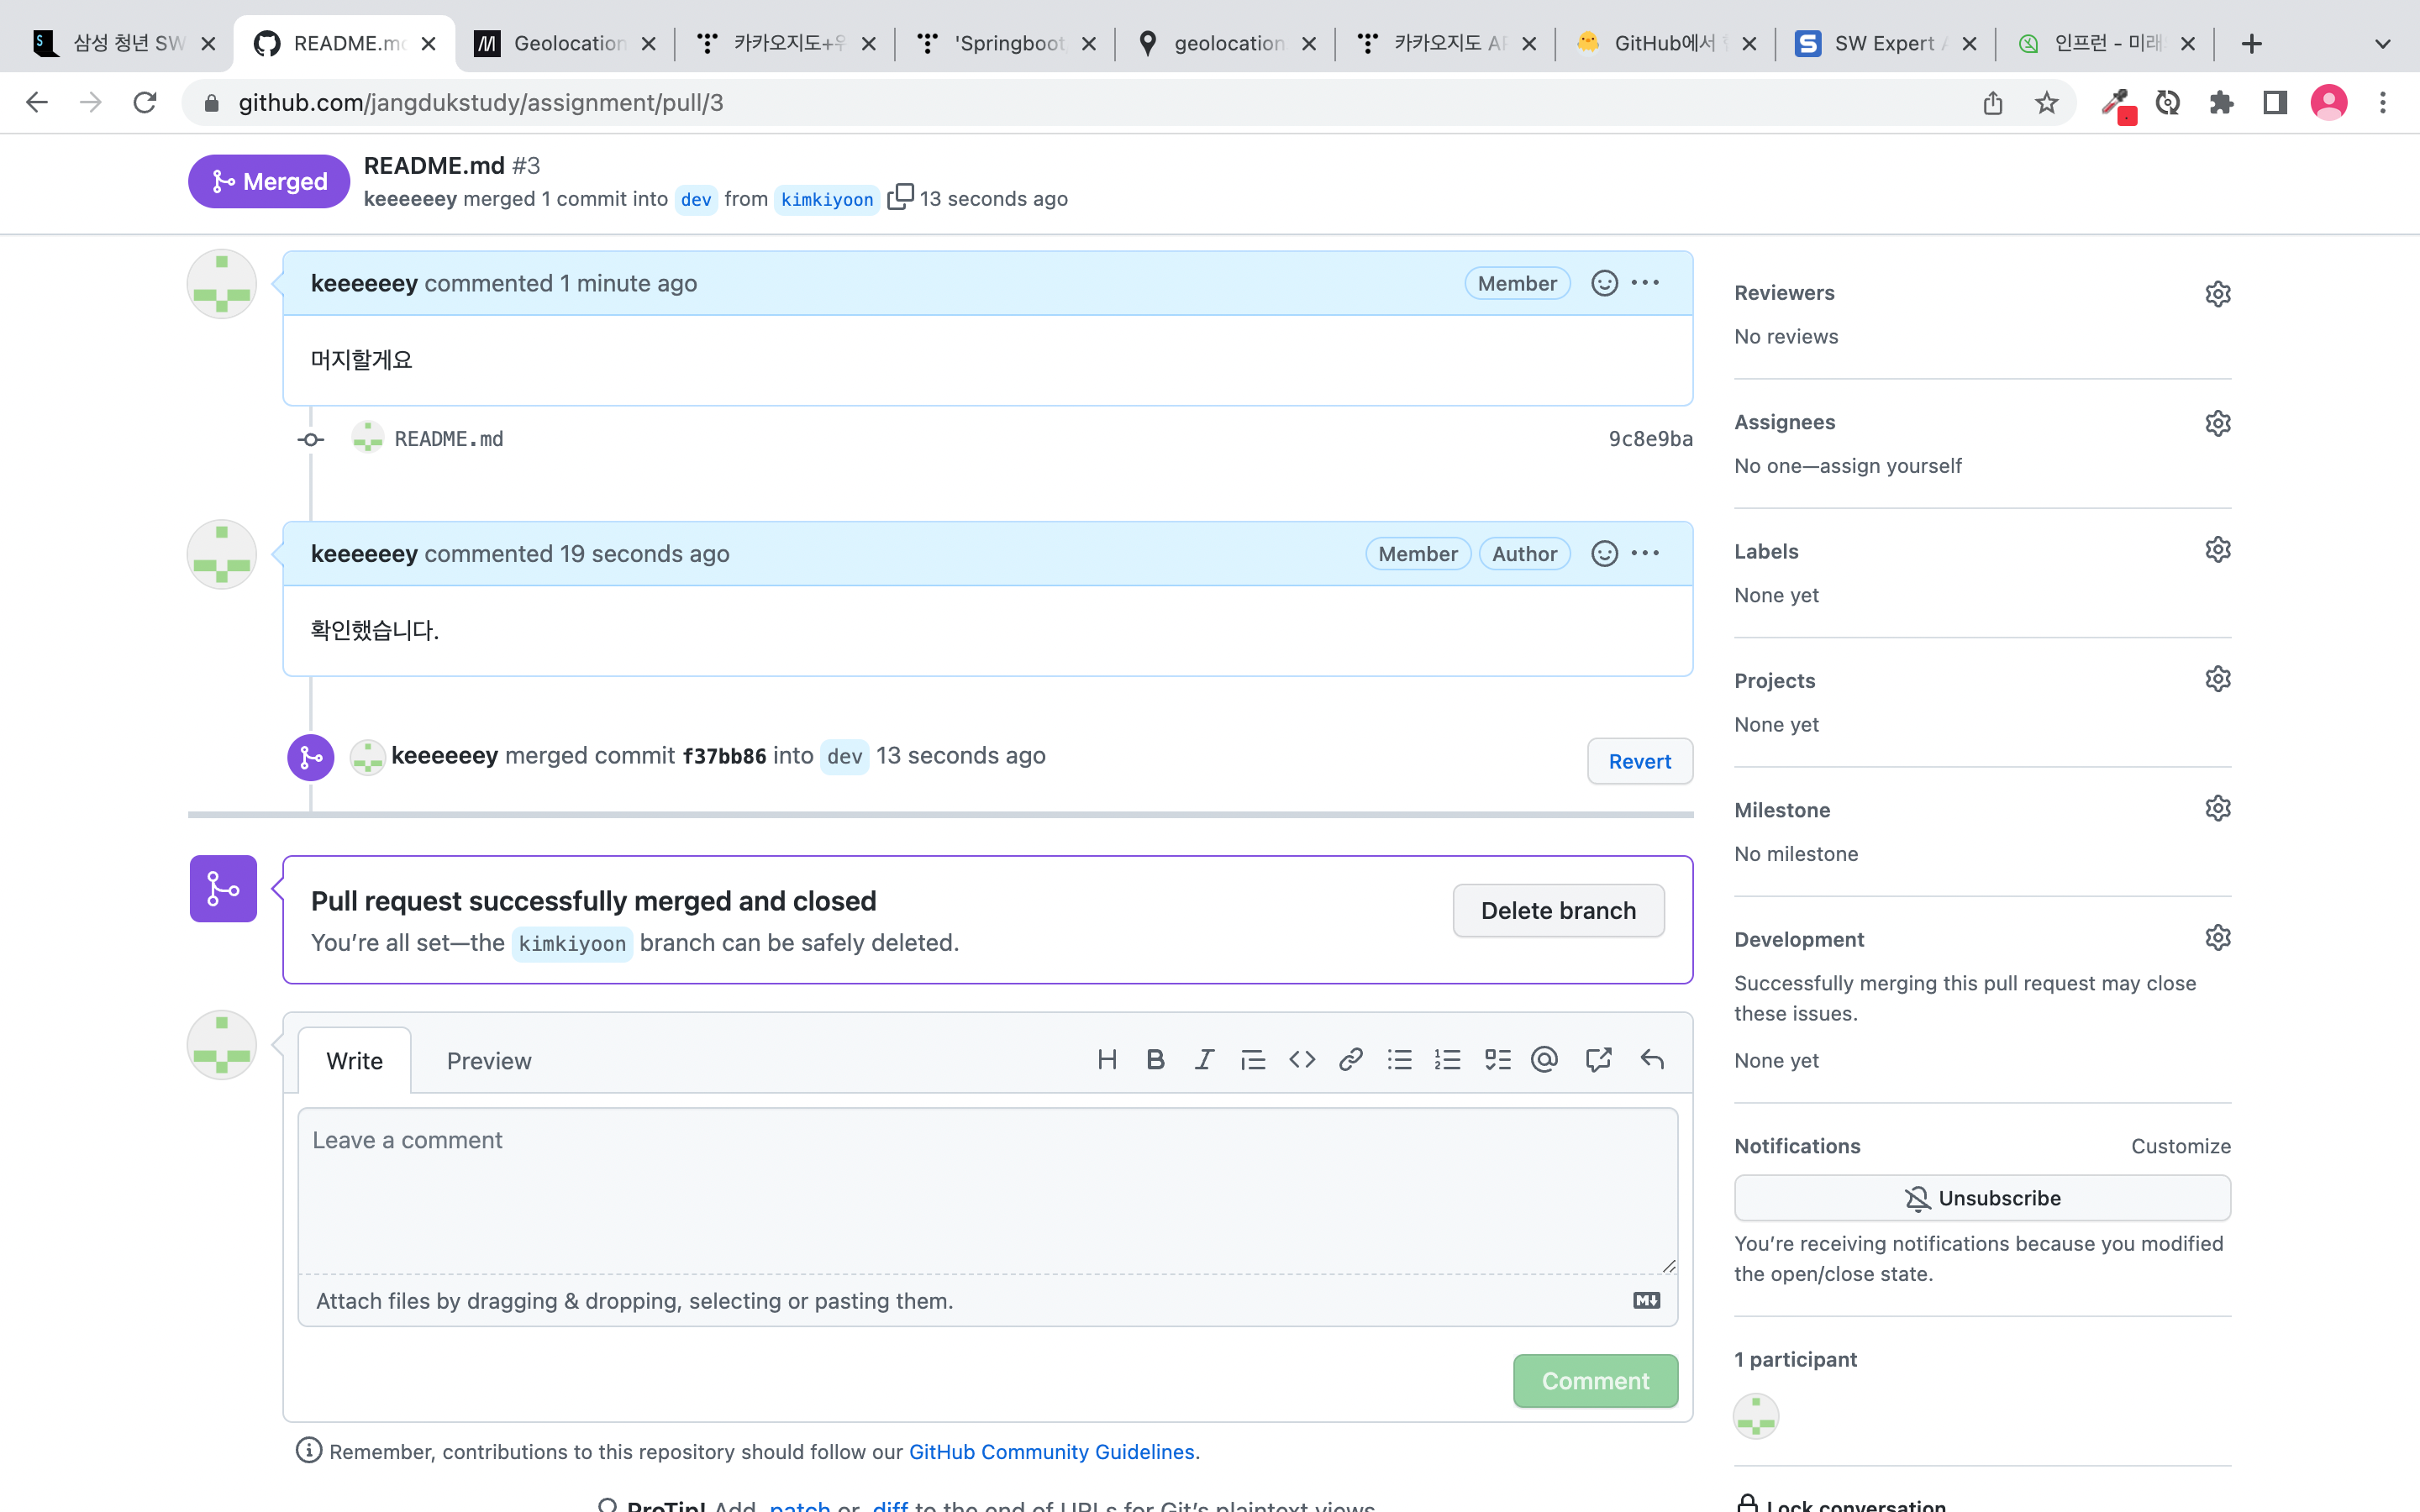 삼성 청년 SW
README.mc
Geolocation
카카오지도+우
'Springboot
geolocation
카카오지도 AP
GitHub에서
SW Expert A
인프런 - 미래
github.com/jangdukstudy/assignment/pull/3
Merged
README.md #3
keeeeeey merged 1 commit into dev from kimkiyoon 13 seconds ago
keeeeeey commented 1 minute ago
Member
머지할게요
README.md
9c8e9ba
keeeeeey commented 19 seconds ago
Member
Author
확인했습니다.
keeeeeey merged commit f37bb86 into dev 13 seconds ago
Revert
Pull request successfully merged and closed
You're all set—the kimkiyoon branch can be safely deleted.
Delete branch
Write
Preview
Leave a comment
Attach files by dragging & dropping, selecting or pasting them.
Comment
Remember, contributions to this repository should follow our GitHub Community Guidelines.
ProTip! Add .patch or .diff to the end of URLs for Git's plaintext views.
Reviewers
No reviews
Assignees
No one—assign yourself
Labels
None yet
Projects
None yet
Milestone
No milestone
Development
Successfully merging this pull request may close
these issues.
None yet
Notifications
Customize
Unsubscribe
You're receiving notifications because you modified
the open/close state.
1 participant
Lock conversation